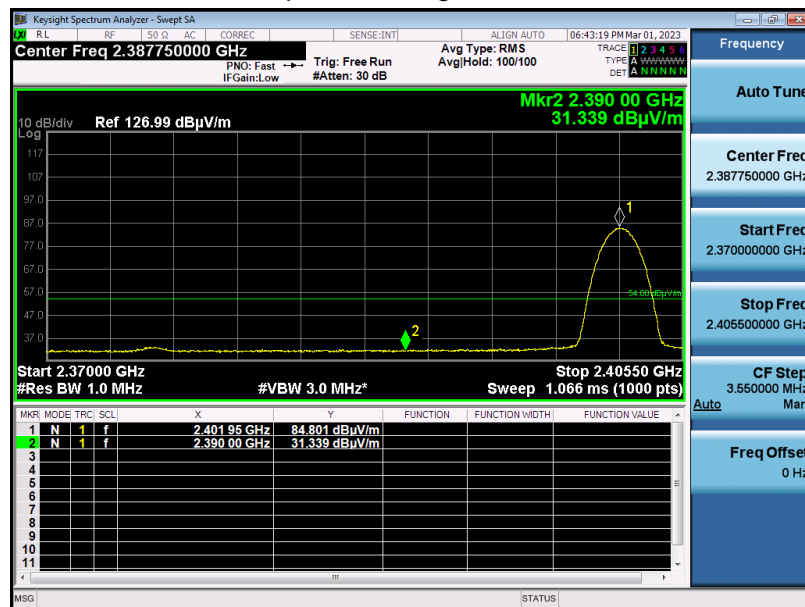 Keysight Spectrum Analyzer - Swept SA
LXI RL RF 50 Ω AC CORREC SENSE:INT ALIGN AUTO 06:43:19 PM Mar 01, 2023
Center Freq 2.387750000 GHz
PNO: Fast
IFGain:Low
Trig: Free Run
#Atten: 30 dB
Avg Type: RMS
Avg|Hold: 100/100
TRACE 1 2 3 4 5 6
TYPE A WWWWW
DET A N N N N N
Mkr2 2.390 00 GHz
31.339 dBµV/m
10 dB/div Ref 126.99 dBµV/m
Log
117
107
97.0
87.0
77.0
67.0
57.0
47.0
37.0
1
54.00 dBµV/m
2
Start 2.37000 GHz Stop 2.40550 GHz
#Res BW 1.0 MHz #VBW 3.0 MHz* Sweep 1.066 ms (1000 pts)
MKR MODE TRC SCL X Y FUNCTION FUNCTION WIDTH FUNCTION VALUE
1 N 1 f 2.401 95 GHz 84.801 dBµV/m
2 N 1 f 2.390 00 GHz 31.339 dBµV/m
3
4
5
6
7
8
9
10
11
MSG STATUS
Frequency
Auto Tune
Center Freq
2.387750000 GHz
Start Freq
2.370000000 GHz
Stop Freq
2.405500000 GHz
CF Step
3.550000 MHz
Auto Man
Freq Offset
0 Hz